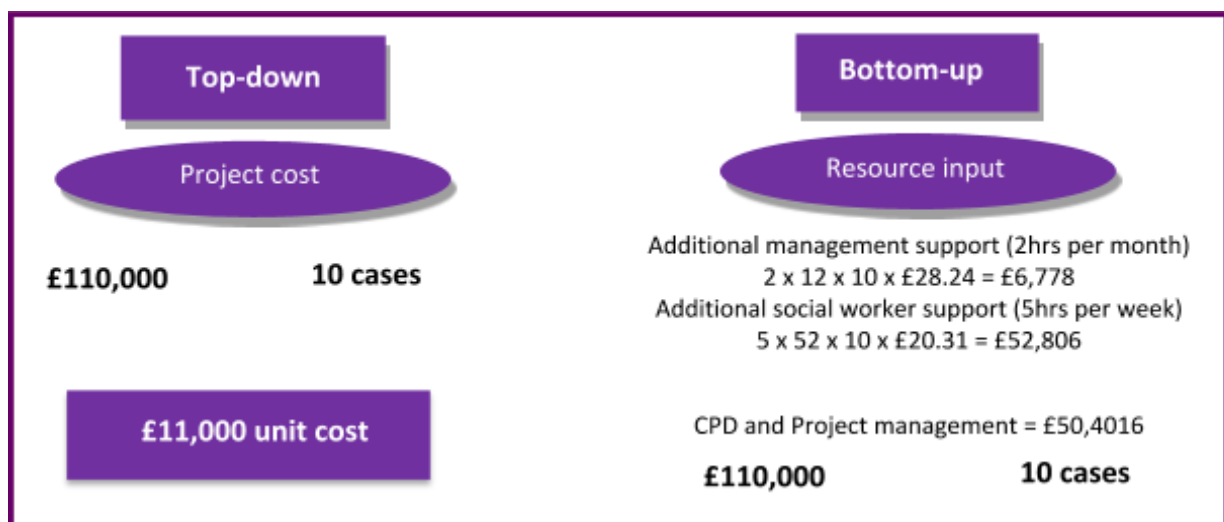 Top-down
Project cost
£110,000
10 cases
£11,000 unit cost
Bottom-up
Resource input
Additional management support (2hrs per month)
2 x 12 x 10 x £28.24 = £6,778
Additional social worker support (5hrs per week)
5 x 52 x 10 x £20.31 = £52,806
CPD and Project management = £50,4016
£110,000
10 cases